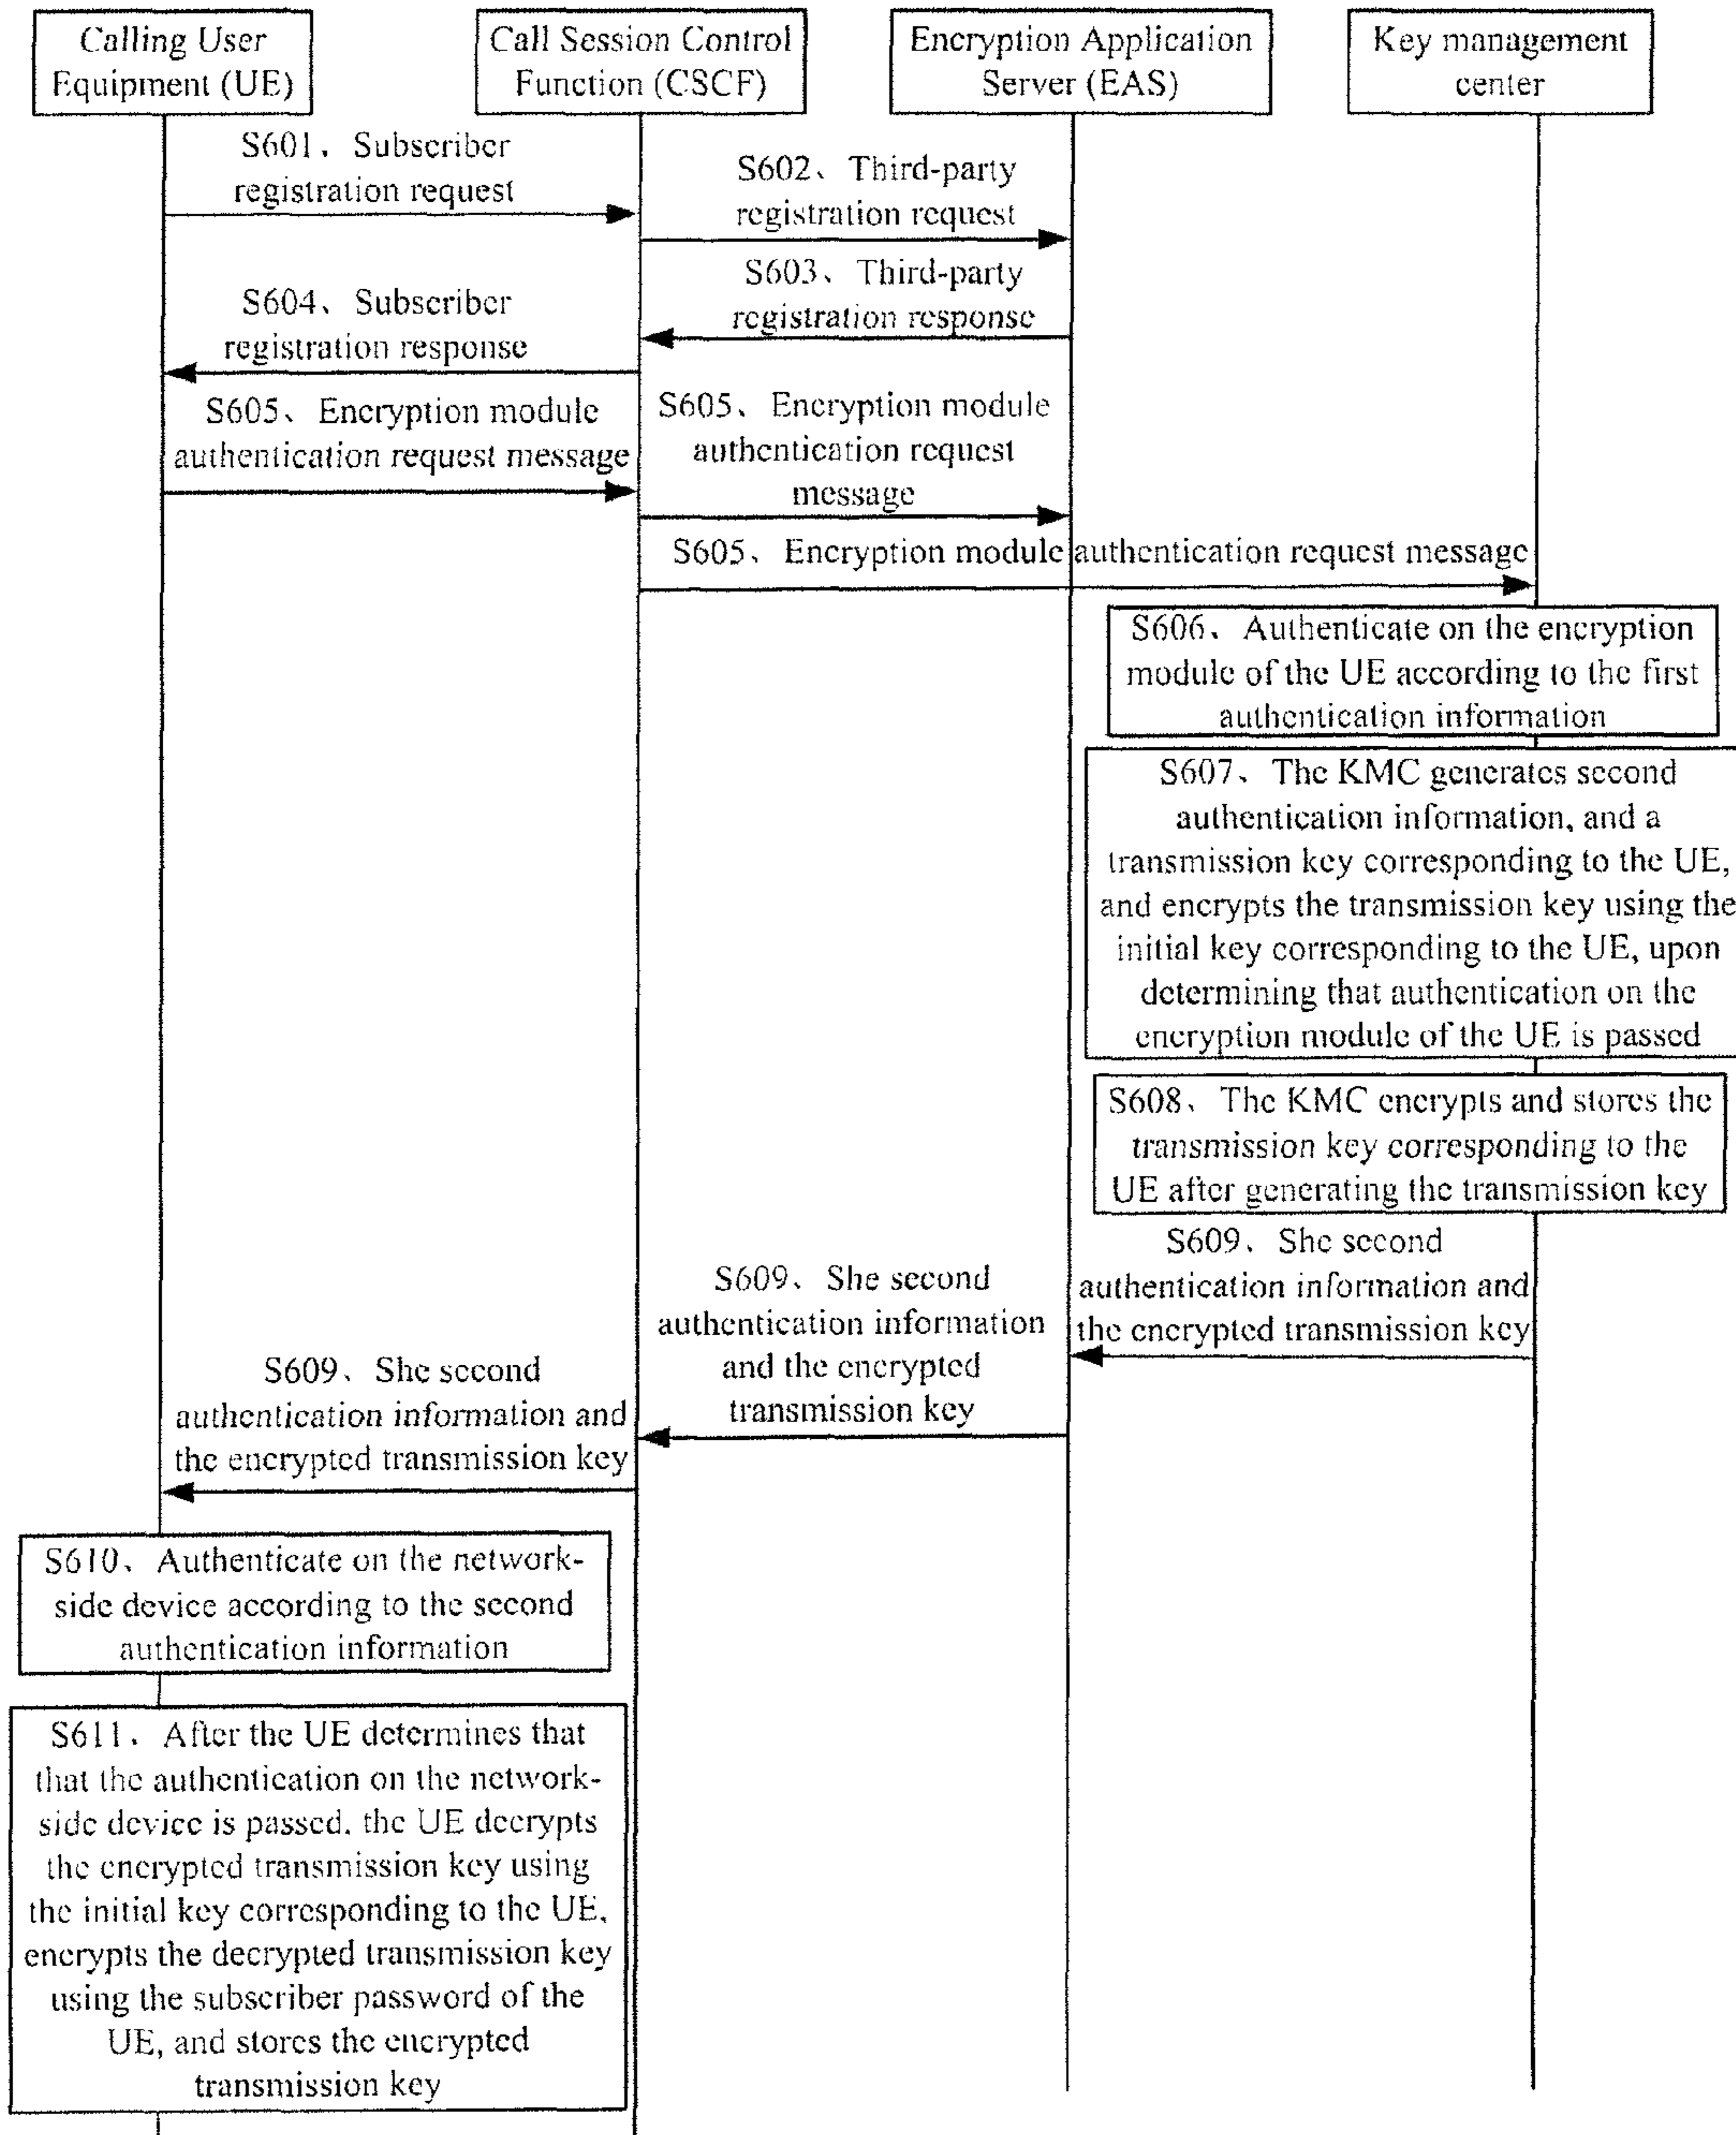 Calling User
Equipment (UE)
Call Session Control
Function (CSCF)
Encryption Application
Server (EAS)
Key management
center
S601、Subscriber
registration request
S602、Third-party
registration request
S603、Third-party
registration response
S604、Subscriber
registration response
S605、Encryption module
authentication request message
S605、Encryption module
authentication request
message
S605、Encryption module authentication request message
S606、Authenticate on the encryption
module of the UE according to the first
authentication information
S607、The KMC generates second
authentication information, and a
transmission key corresponding to the UE,
and encrypts the transmission key using the
initial key corresponding to the UE, upon
determining that authentication on the
encryption module of the UE is passed
S608、The KMC encrypts and stores the
transmission key corresponding to the
UE after generating the transmission key
S609、She second
authentication information and
the encrypted transmission key
S609、She second
authentication information
and the encrypted
transmission key
S609、She second
authentication information and
the encrypted transmission key
S610、Authenticate on the network-
side device according to the second
authentication information
S611、After the UE determines that
that the authentication on the network-
side device is passed, the UE decrypts
the encrypted transmission key using
the initial key corresponding to the UE,
encrypts the decrypted transmission key
using the subscriber password of the
UE, and stores the encrypted
transmission key